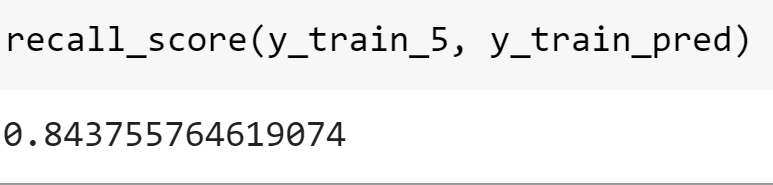 recall_score(y_train_5, y_train_pred)
0.843755764619074